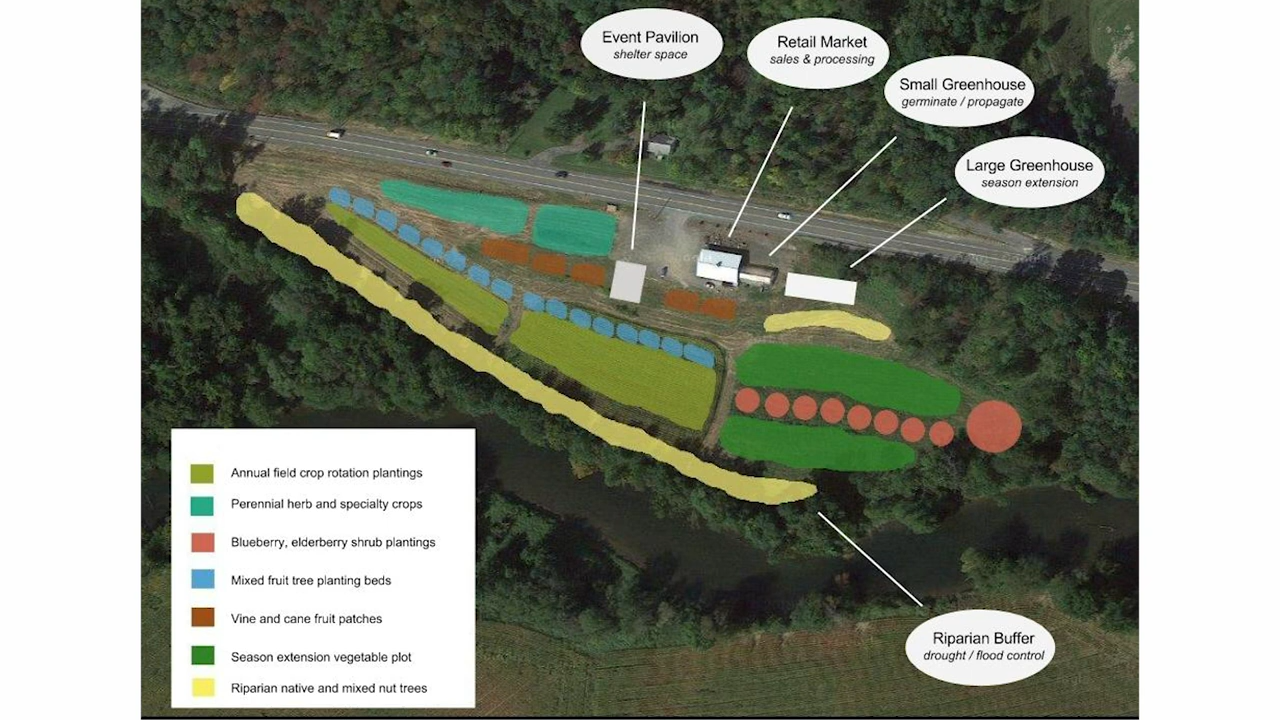 Event Pavilion
shelter space
Retail Market
sales & processing
Small Greenhouse
germinate / propagate
Large Greenhouse
season extension
Annual field crop rotation plantings
Perennial herb and specialty crops
Blueberry, elderberry shrub plantings
Mixed fruit tree planting beds
Vine and cane fruit patches
Season extension vegetable plot
Riparian native and mixed nut trees
Riparian Buffer
drought / flood control